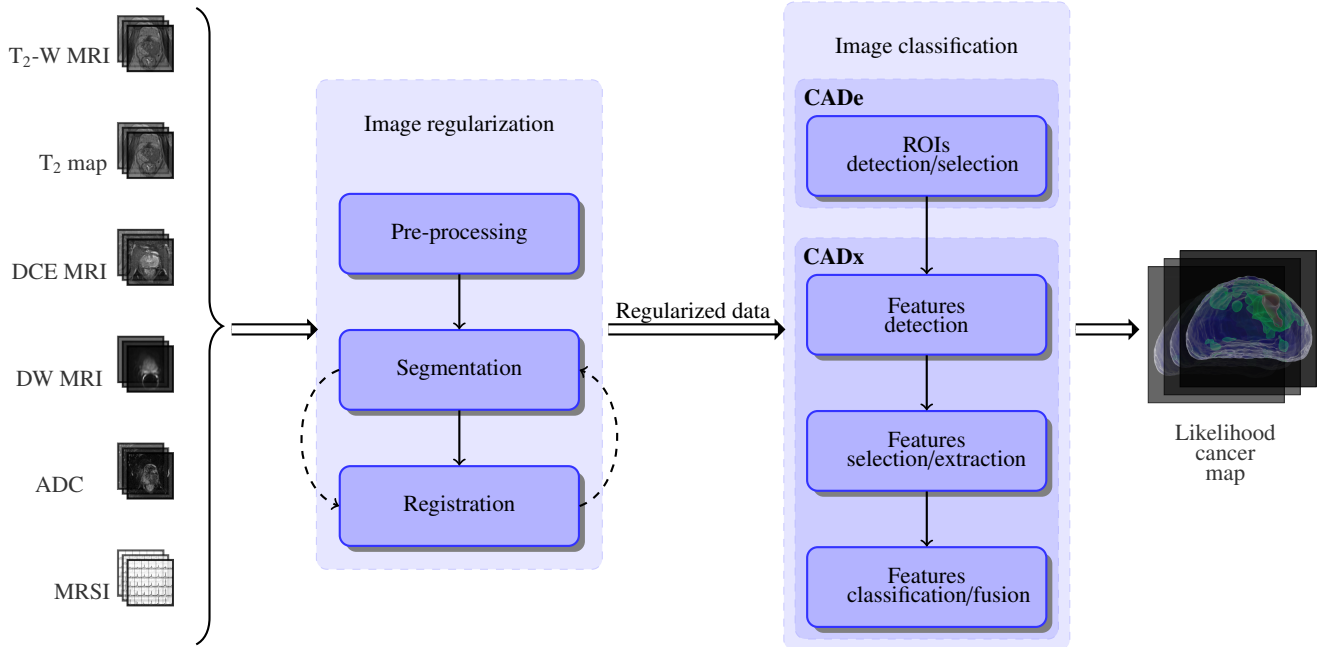 T₂-W MRI
T₂ map
DCE MRI
DW MRI
ADC
MRSI
Image regularization
Pre-processing
Segmentation
Registration
Regularized data
Image classification
CADe
ROIs
detection/selection
CADx
Features
detection
Features
selection/extraction
Features
classification/fusion
Likelihood
cancer
map